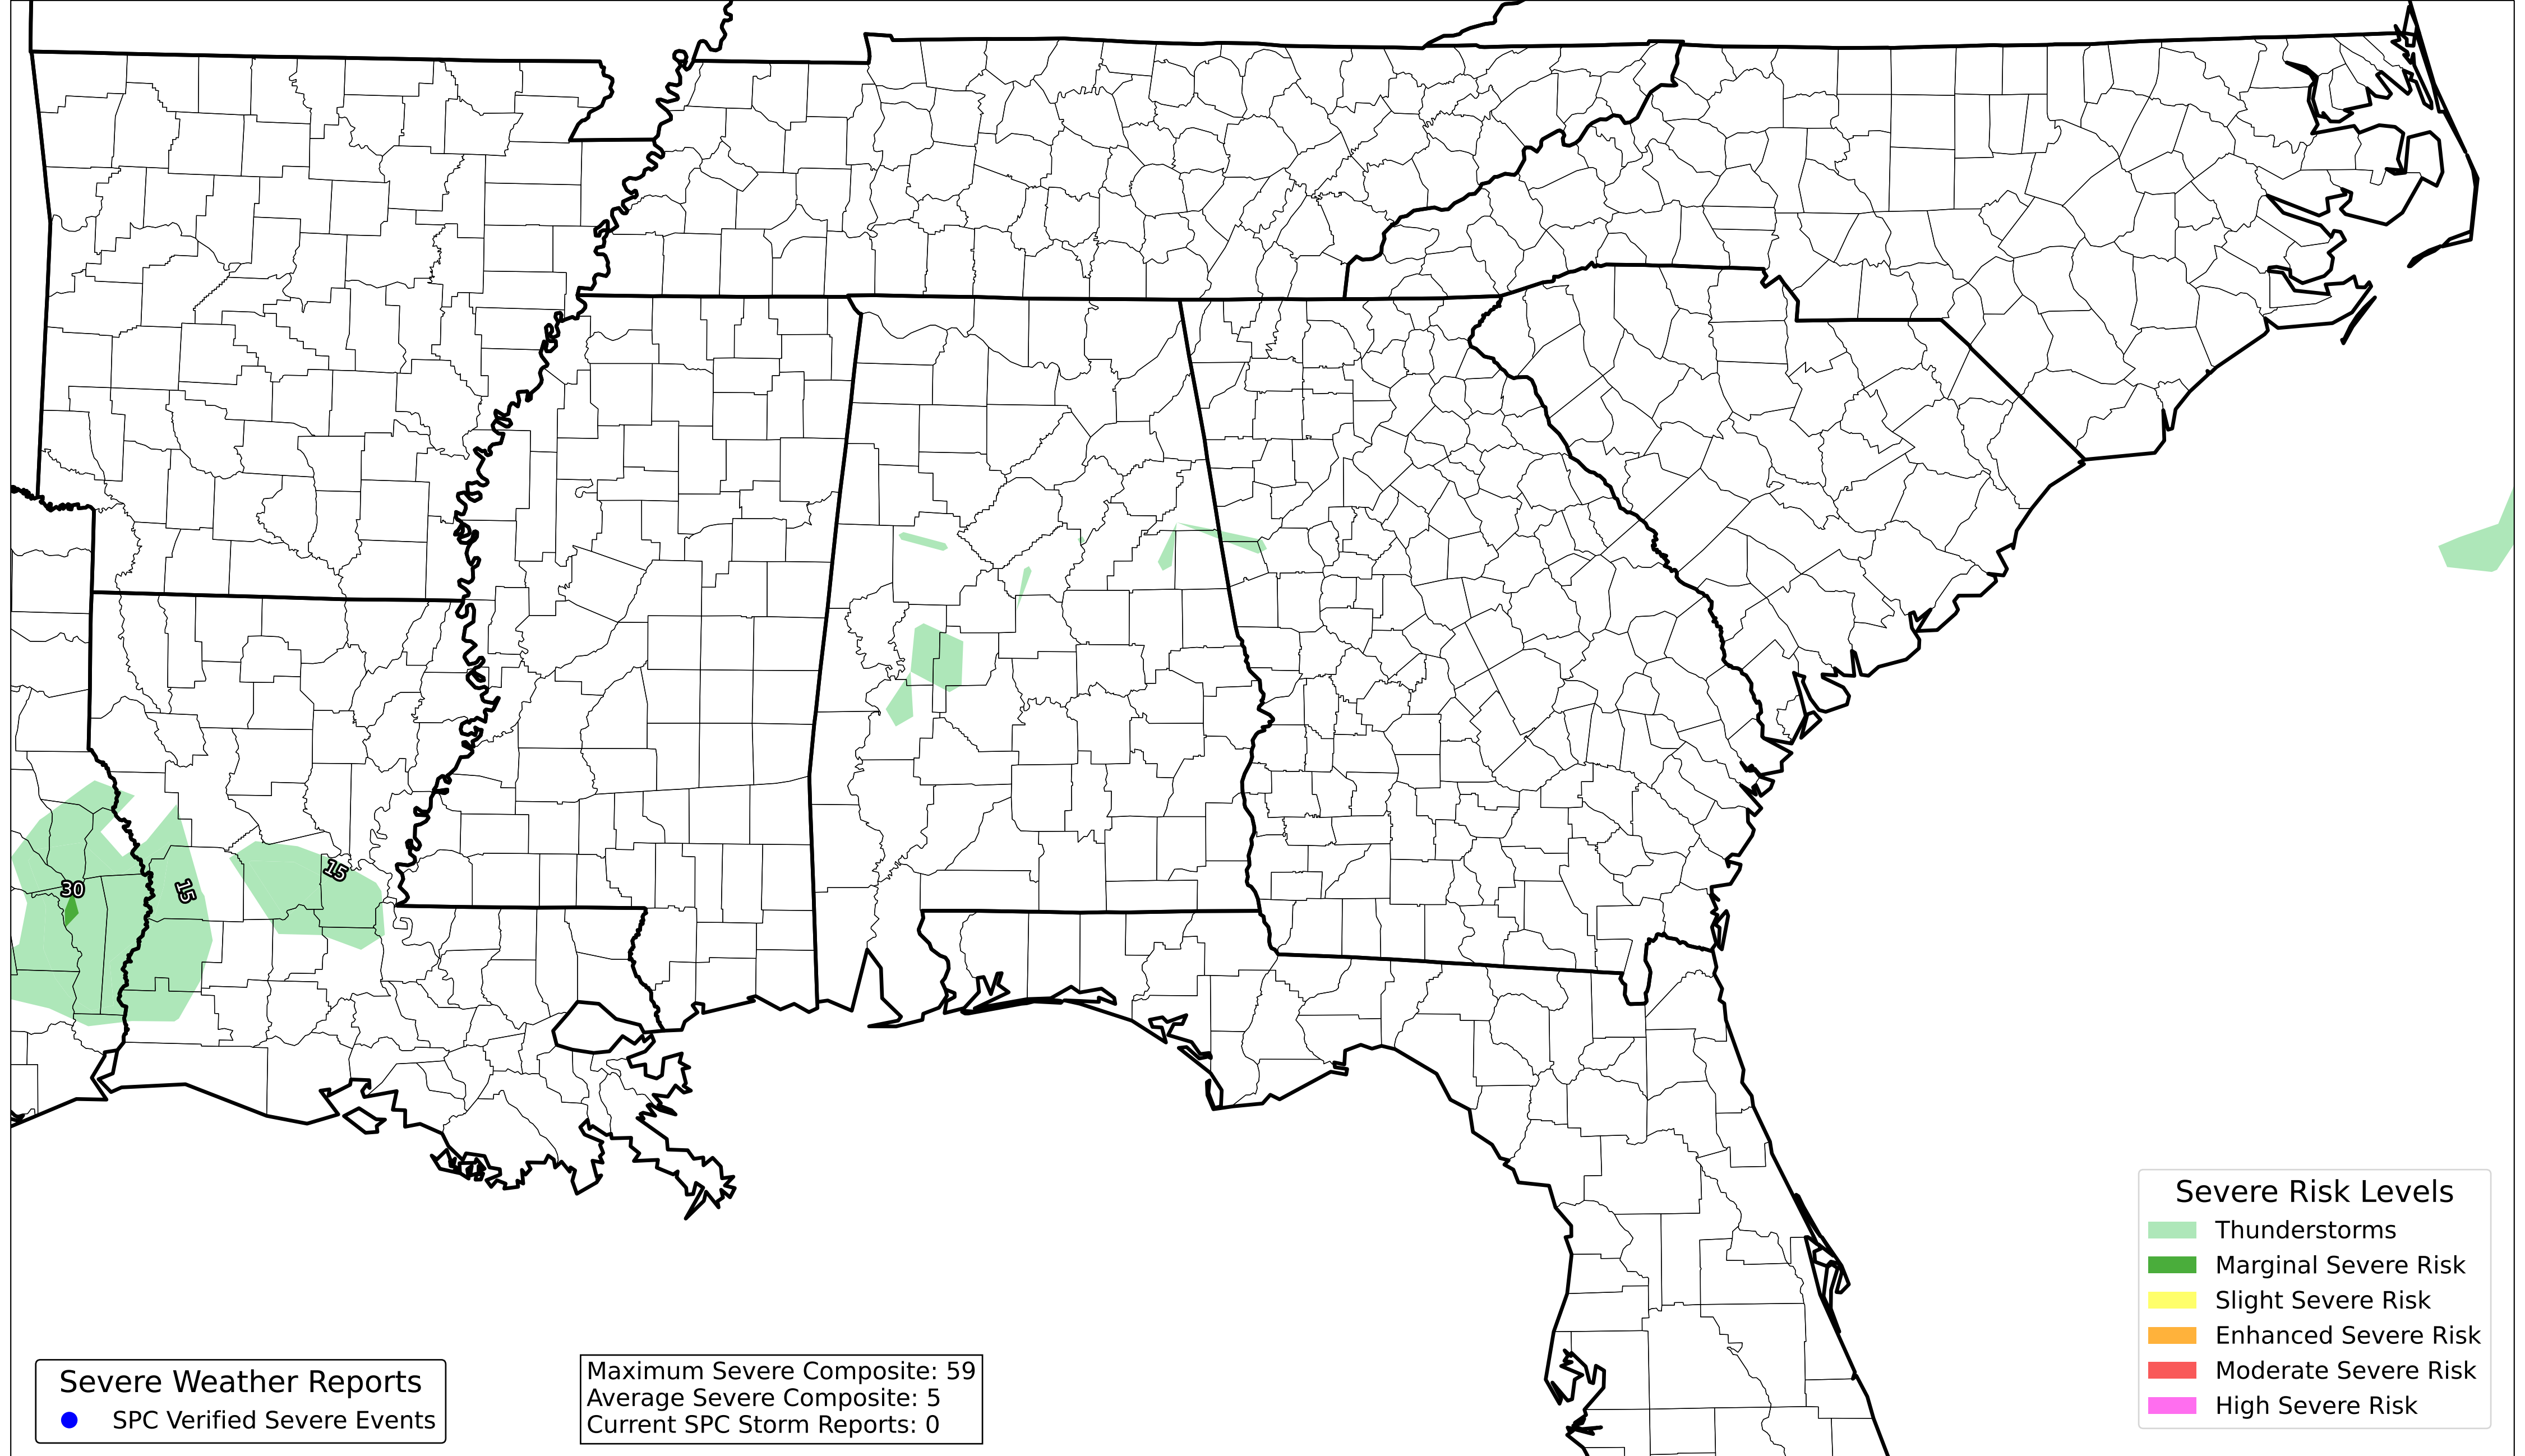 15
30
15
Severe Risk Levels
Thunderstorms
Marginal Severe Risk
Slight Severe Risk
Enhanced Severe Risk
Moderate Severe Risk
High Severe Risk
Severe Weather Reports
SPC Verified Severe Events
Maximum Severe Composite: 59
Average Severe Composite: 5
Current SPC Storm Reports: 0